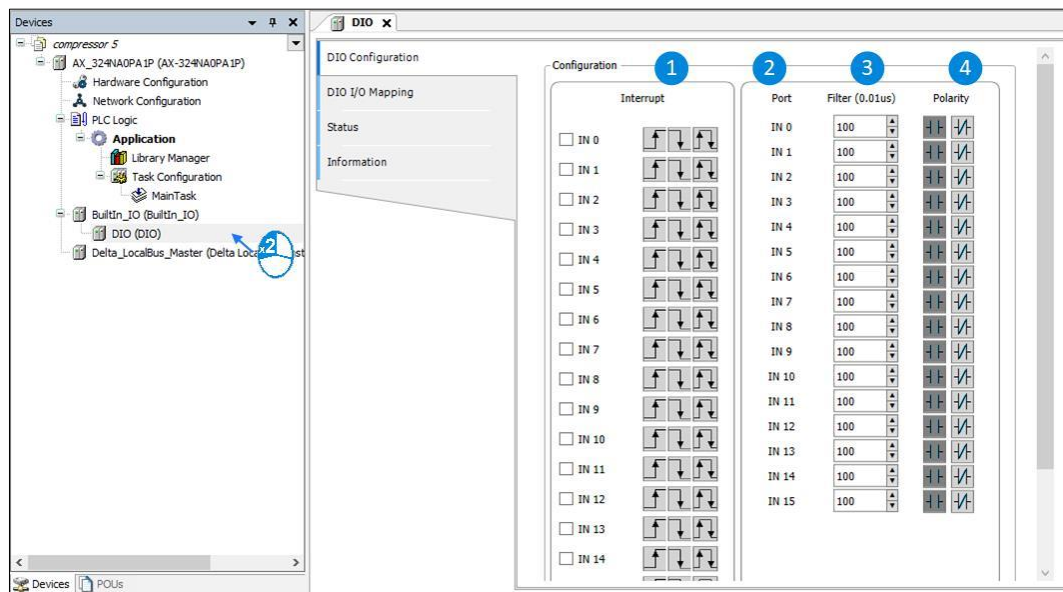 Devices
compressor 5
AX_324NA0PA1P (AX-324NA0PA1P)
Hardware Configuration
Network Configuration
PLC Logic
Application
Library Manager
Task Configuration
MainTask
BuiltIn_IO (BuiltIn_IO)
DIO (DIO)
x2
Delta_LocalBus_Master (Delta Loca
Devices
POUs
DIO
DIO Configuration
DIO I/O Mapping
Status
Information
Configuration
1 2 3 4
Interrupt
IN 0
IN 1
IN 2
IN 3
IN 4
IN 5
IN 6
IN 7
IN 8
IN 9
IN 10
IN 11
IN 12
IN 13
IN 14
Port Filter (0.01us) Polarity
IN 0 100
IN 1 100
IN 2 100
IN 3 100
IN 4 100
IN 5 100
IN 6 100
IN 7 100
IN 8 100
IN 9 100
IN 10 100
IN 11 100
IN 12 100
IN 13 100
IN 14 100
IN 15 100